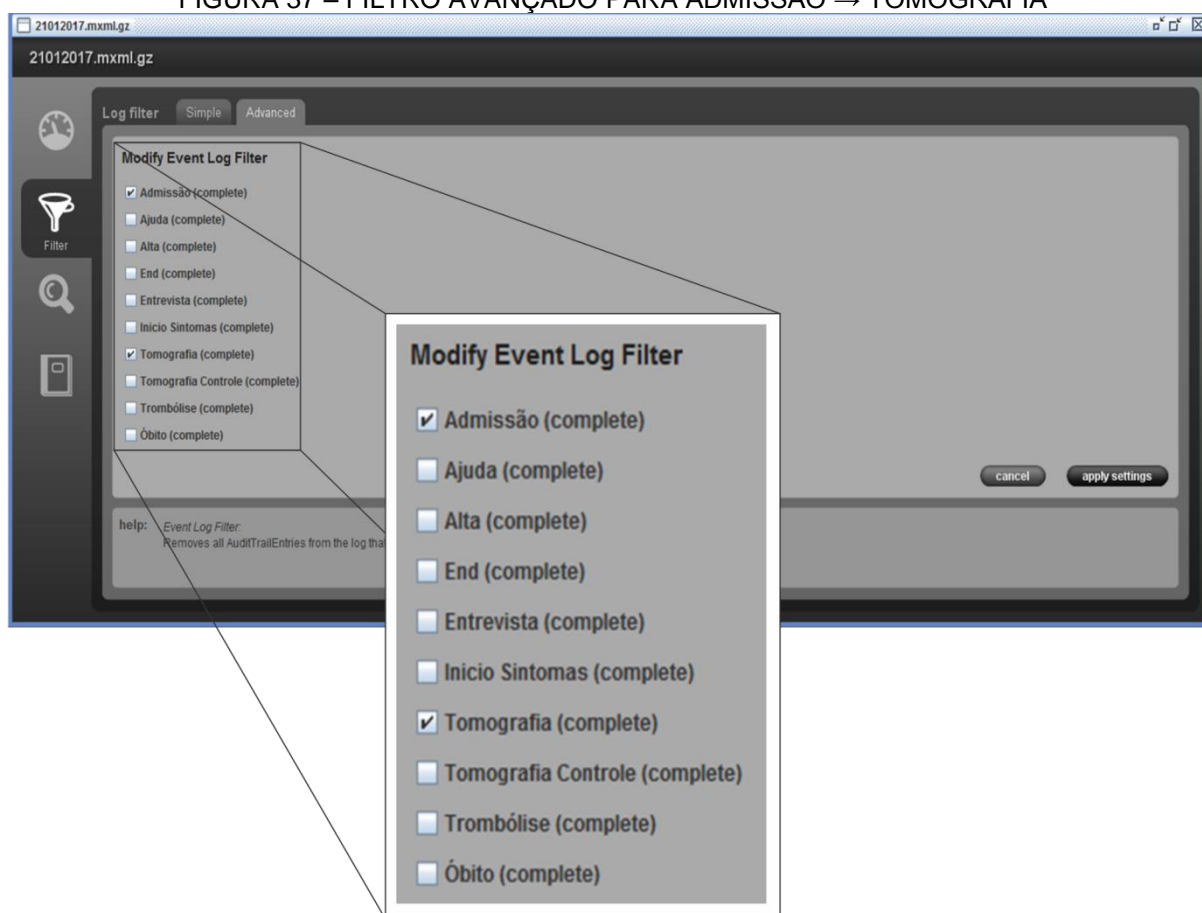 FIGURA 37 – FILTRO AVANÇADO PARA ADMISSÃO → TOMOGRAFIA
21012017.mxml.gz
21012017.mxml.gz
Log filter Simple Advanced
Modify Event Log Filter
Admissão (complete)
Ajuda (complete)
Alta (complete)
End (complete)
Entrevista (complete)
Inicio Sintomas (complete)
Tomografia (complete)
Tomografia Controle (complete)
Trombólise (complete)
Óbito (complete)
Filter
cancel apply settings
help: Event Log Filter:
Removes all AuditTrailEntries from the log that
Modify Event Log Filter
Admissão (complete)
Ajuda (complete)
Alta (complete)
End (complete)
Entrevista (complete)
Inicio Sintomas (complete)
Tomografia (complete)
Tomografia Controle (complete)
Trombólise (complete)
Óbito (complete)